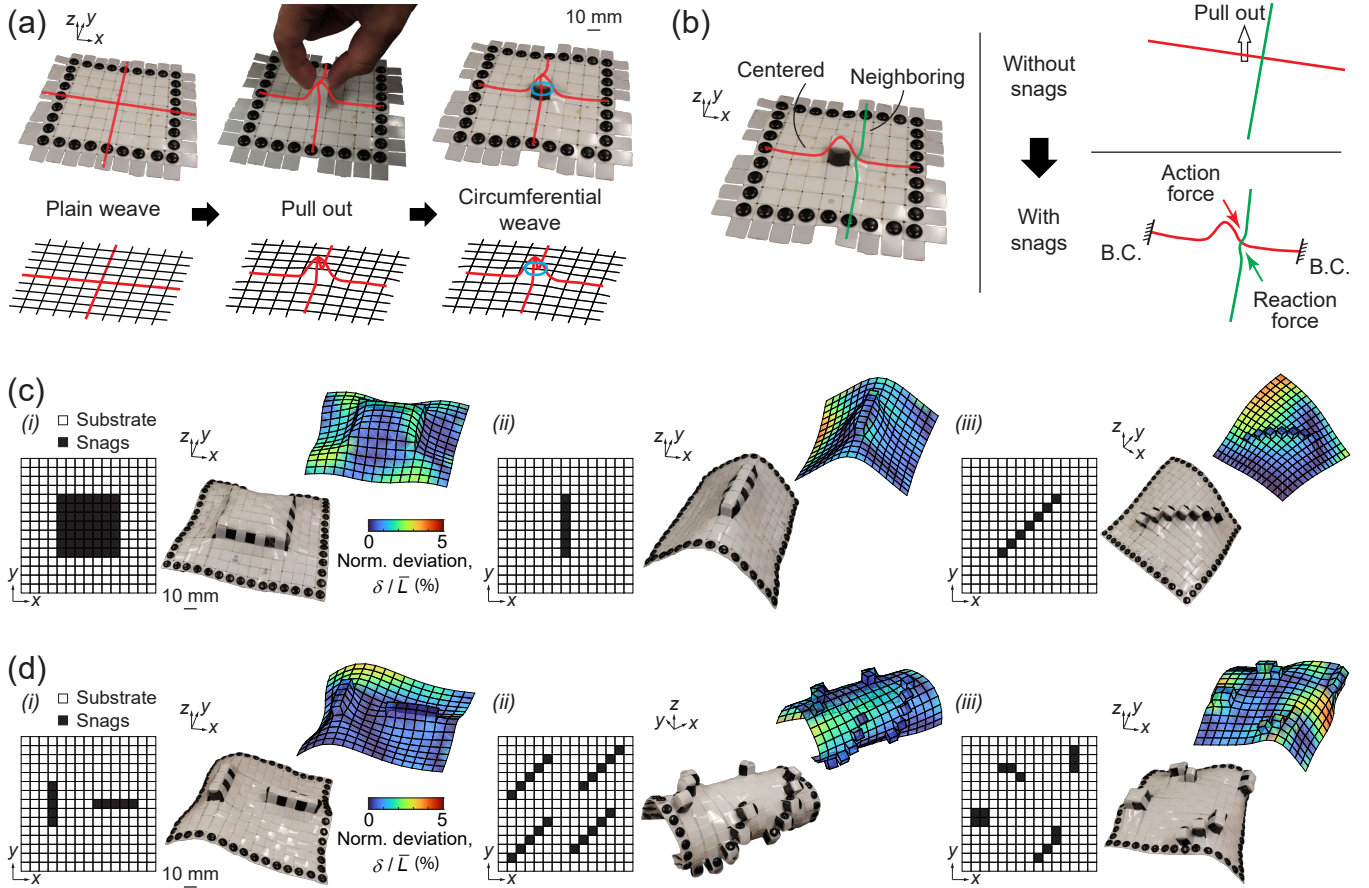 (a)
z y
x
10 mm
Plain weave
Pull out
Circumferential
weave
(b)
z y
x
Centered
Neighboring
Without
snags
With
snags
Pull out
Action
force
B.C.
B.C.
Reaction
force
(c)
(i)
Substrate
Snags
z y
x
y
x
10 mm
0 5
Norm. deviation,
δ / L̅ (%)
(ii)
z y
x
y
x
(iii)
z y
x
y
x
(d)
(i)
Substrate
Snags
z y
x
y
x
10 mm
0 5
Norm. deviation,
δ / L̅ (%)
(ii)
z
y x
y
x
(iii)
z y
x
y
x